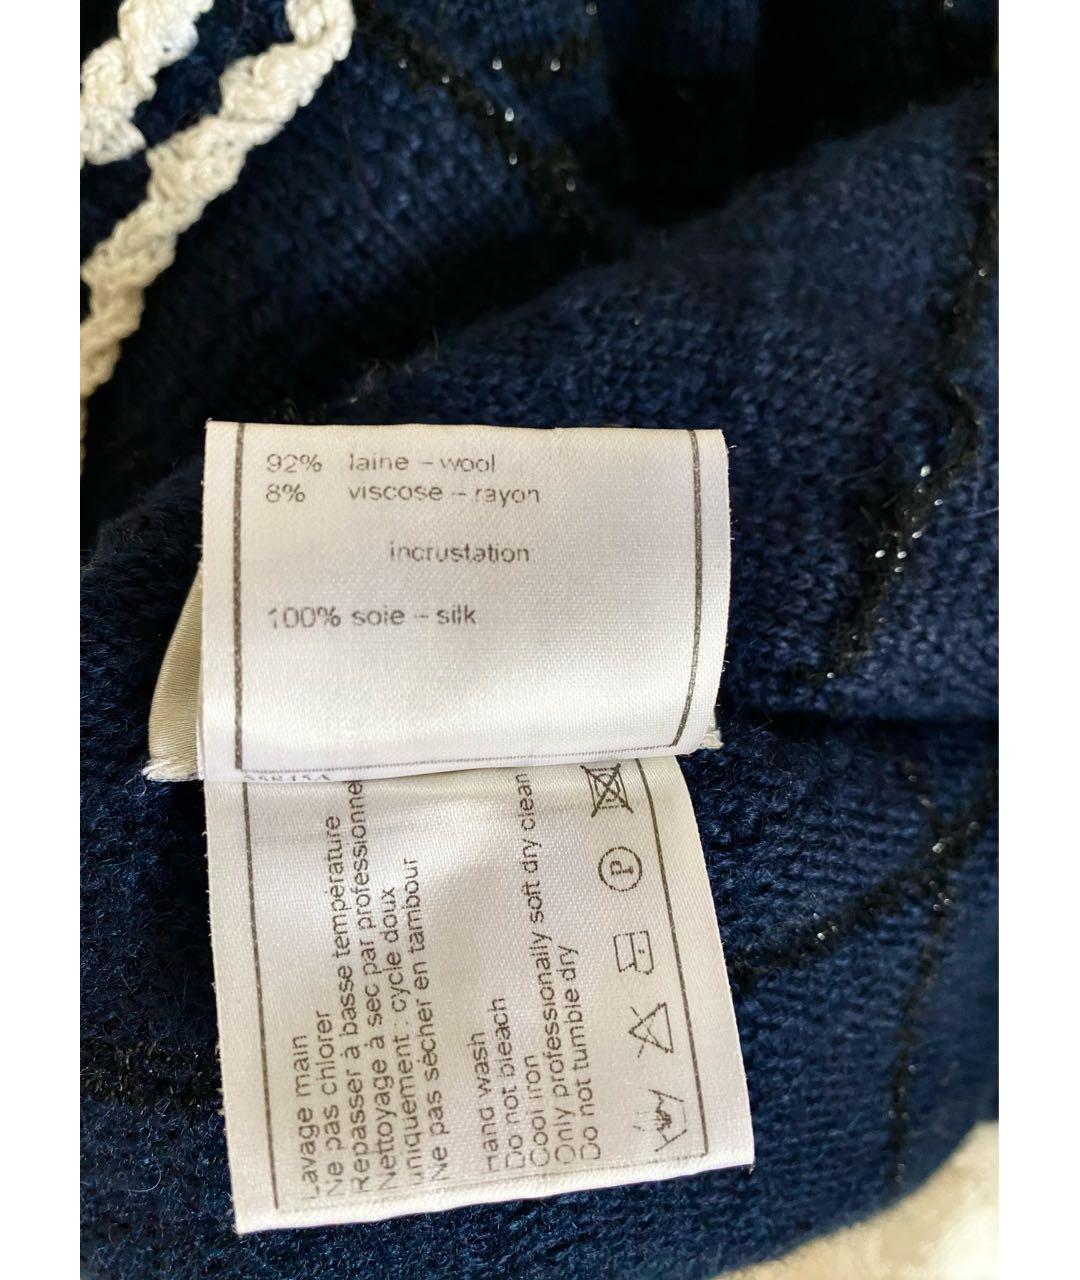 92% laine – wool
8% viscose – rayon
incrustation
100% soie – silk
Lavage main
Ne pas chlorer
Repasser à basse température
Nettoyage à sec par professionnel
uniquement : cycle doux
Ne pas sècher en tambour
Hand wash
Do not bleach
Cool iron
Only professionally soft dry clean
Do not tumble dry
P